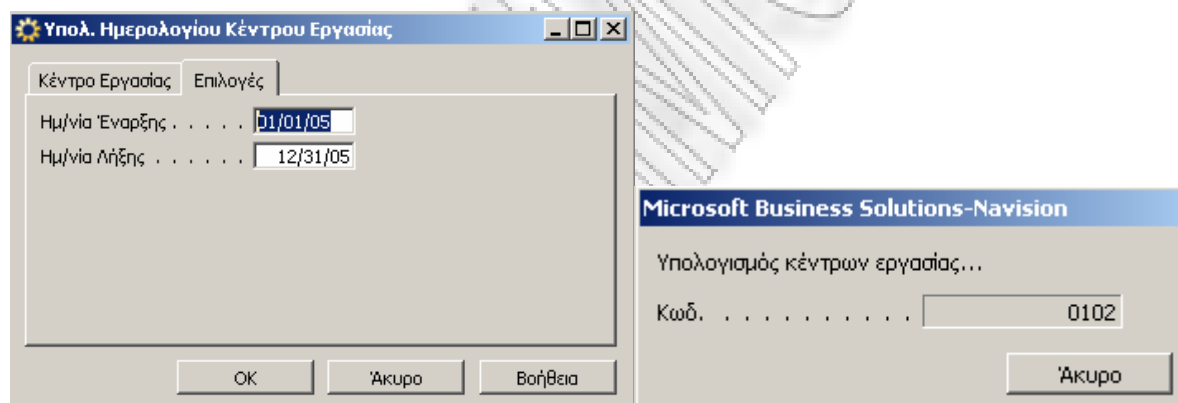 Υπολ. Ημερολογίου Κέντρου Εργασίας
Κέντρο Εργασίας Επιλογές
Ημ/νία Έναρξης . . . . . 01/01/05
Ημ/νία Λήξης . . . . . . 12/31/05
OK Άκυρο Βοήθεια
Microsoft Business Solutions-Navision
Υπολογισμός κέντρων εργασίας...
Κωδ. . . . . . . . . . . 0102
Άκυρο